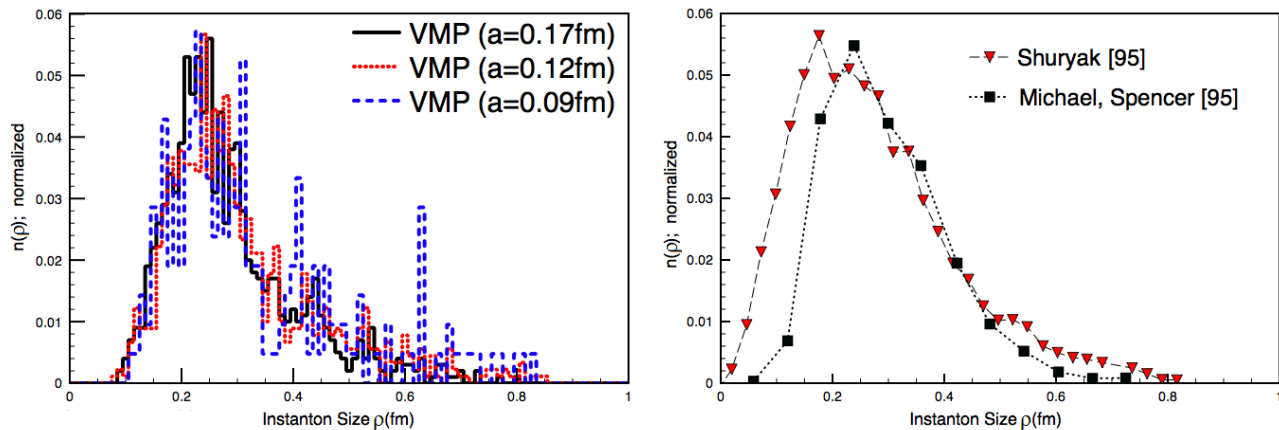 0.06
0.05
0.04
0.03
0.02
0.01
0
n(ρ); normalized
VMP (a=0.17fm)
VMP (a=0.12fm)
VMP (a=0.09fm)
0 0.2 0.4 0.6 0.8 1
Instanton Size ρ(fm)
0.06
0.05
0.04
0.03
0.02
0.01
0
n(ρ); normalized
Shuryak [95]
Michael, Spencer [95]
0 0.2 0.4 0.6 0.8 1
Instanton Size ρ(fm)